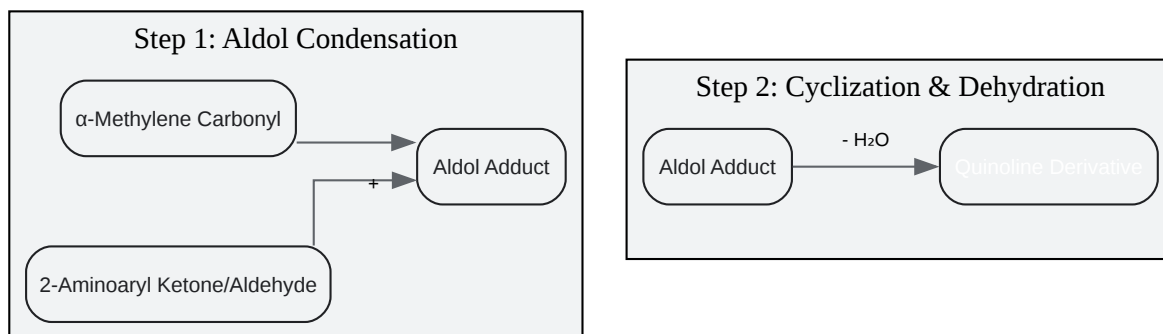 Step 1: Aldol Condensation
α-Methylene Carbonyl
Aldol Adduct
+
2-Aminoaryl Ketone/Aldehyde
Step 2: Cyclization & Dehydration
Aldol Adduct
- H₂O
Quinoline Derivative